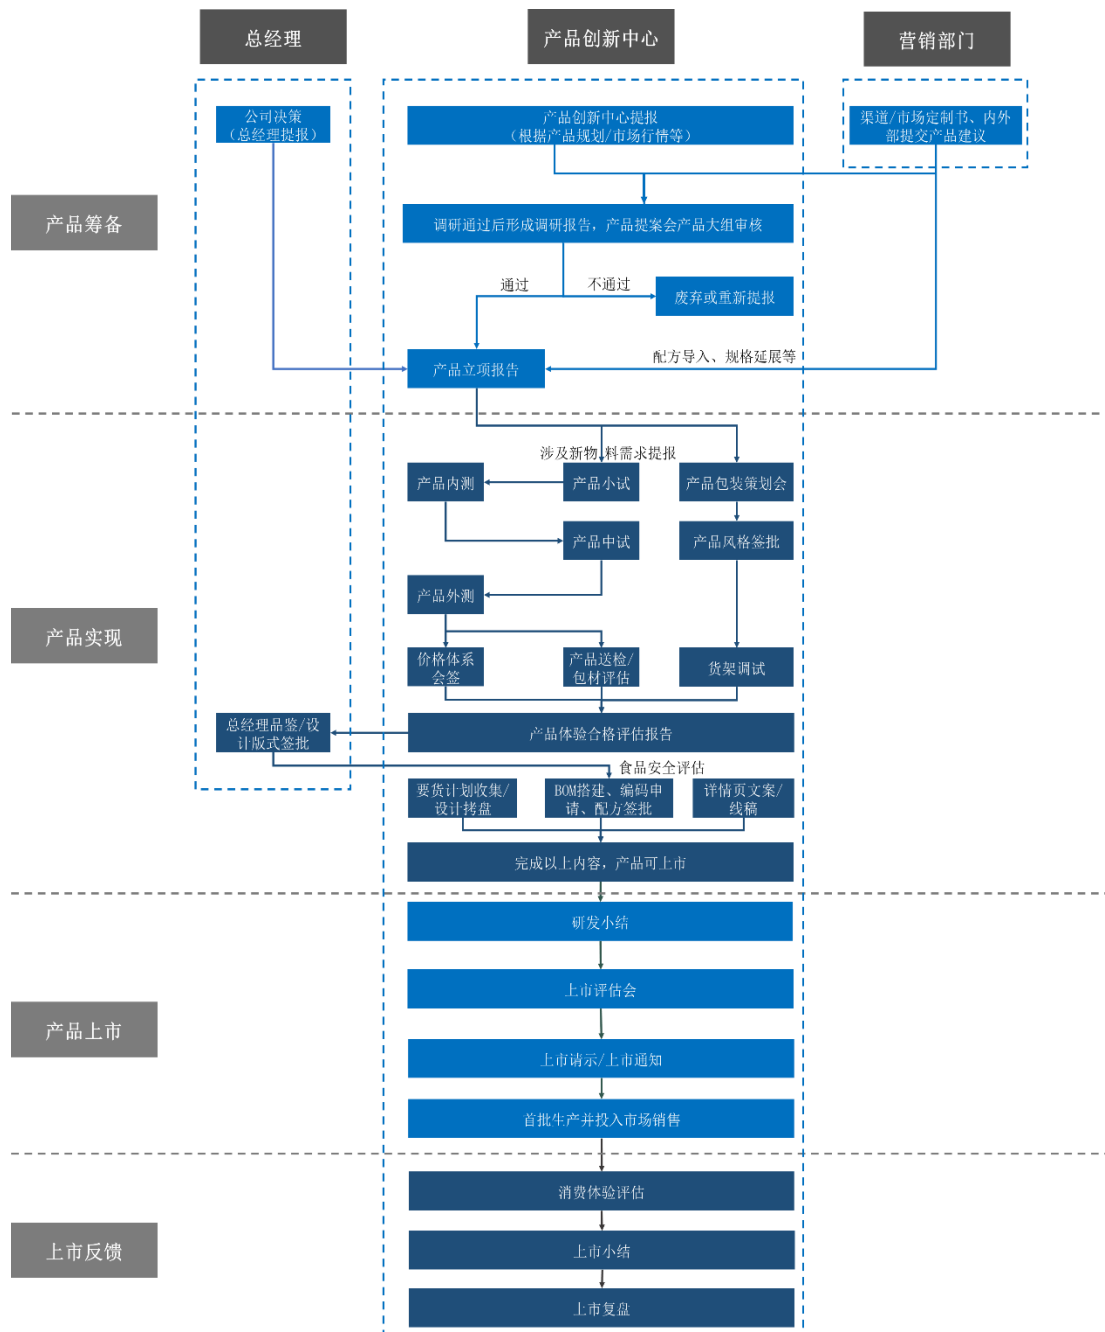 总经理
产品创新中心
营销部门
公司决策
（总经理提报）
产品创新中心提报
（根据产品规划/市场行情等）
渠道/市场定制书、内外
部提交产品建议
产品筹备
调研通过后形成调研报告，产品提案会产品大组审核
通过
不通过
废弃或重新提报
产品立项报告
配方导入、规格延展等
涉及新物料需求提报
产品内测
产品小试
产品包装策划会
产品中试
产品风格签批
产品外测
产品实现
价格体系
会签
产品送检/
包材评估
货架调试
总经理品鉴/设
计版式签批
产品体验合格评估报告
食品安全评估
要货计划收集/
设计拷盘
BOM搭建、编码申
请、配方签批
详情页文案/
线稿
完成以上内容，产品可上市
研发小结
上市评估会
产品上市
上市请示/上市通知
首批生产并投入市场销售
消费体验评估
上市反馈
上市小结
上市复盘